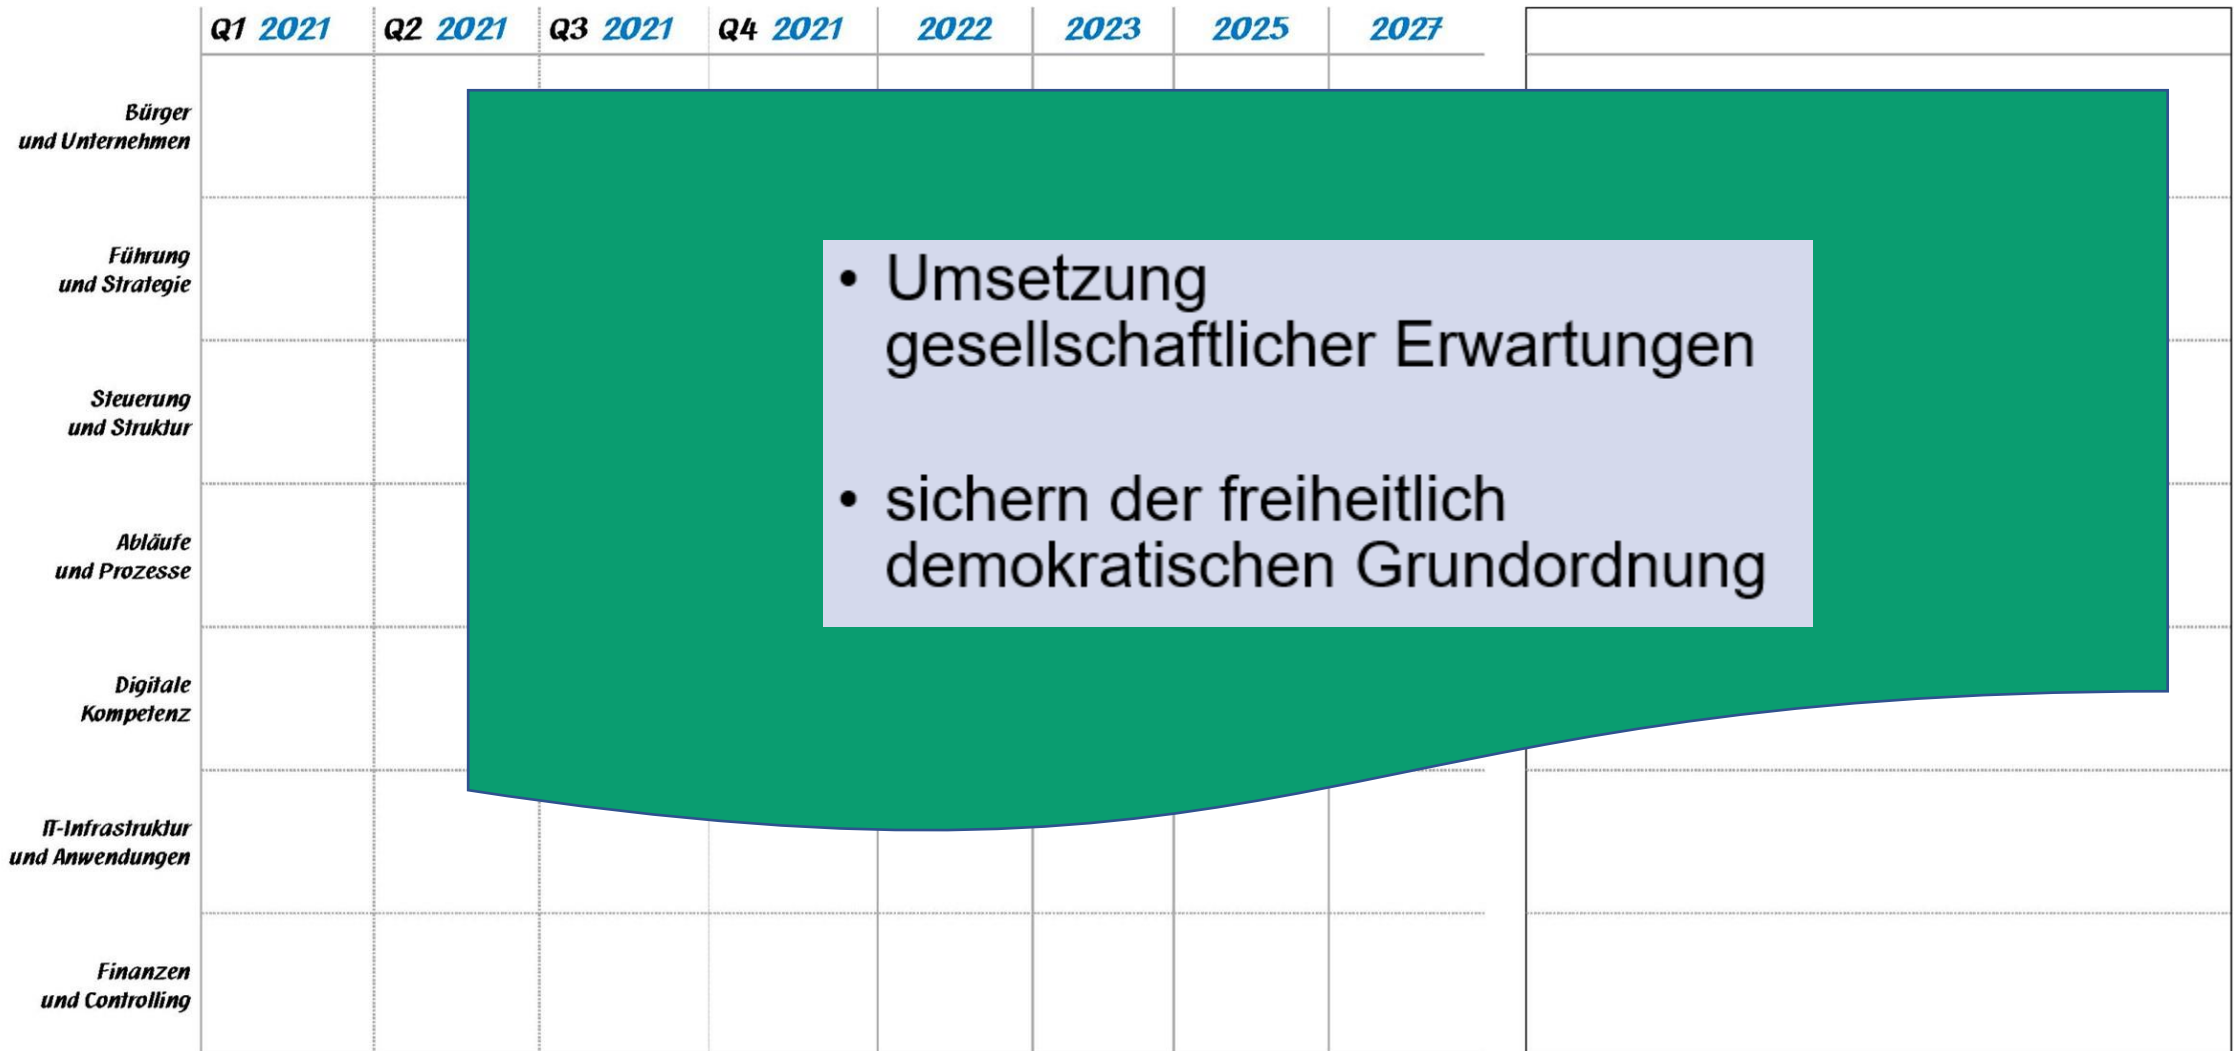 Q1 2021 Q2 2021 Q3 2021 Q4 2021 2022 2023 2025 2027
Bürger
und Unternehmen
Führung
und Strategie
Steuerung
und Struktur
Abläufe
und Prozesse
Digitale
Kompetenz
IT-Infrastruktur
und Anwendungen
Finanzen
und Controlling
• Umsetzung
gesellschaftlicher Erwartungen
• sichern der freiheitlich
demokratischen Grundordnung